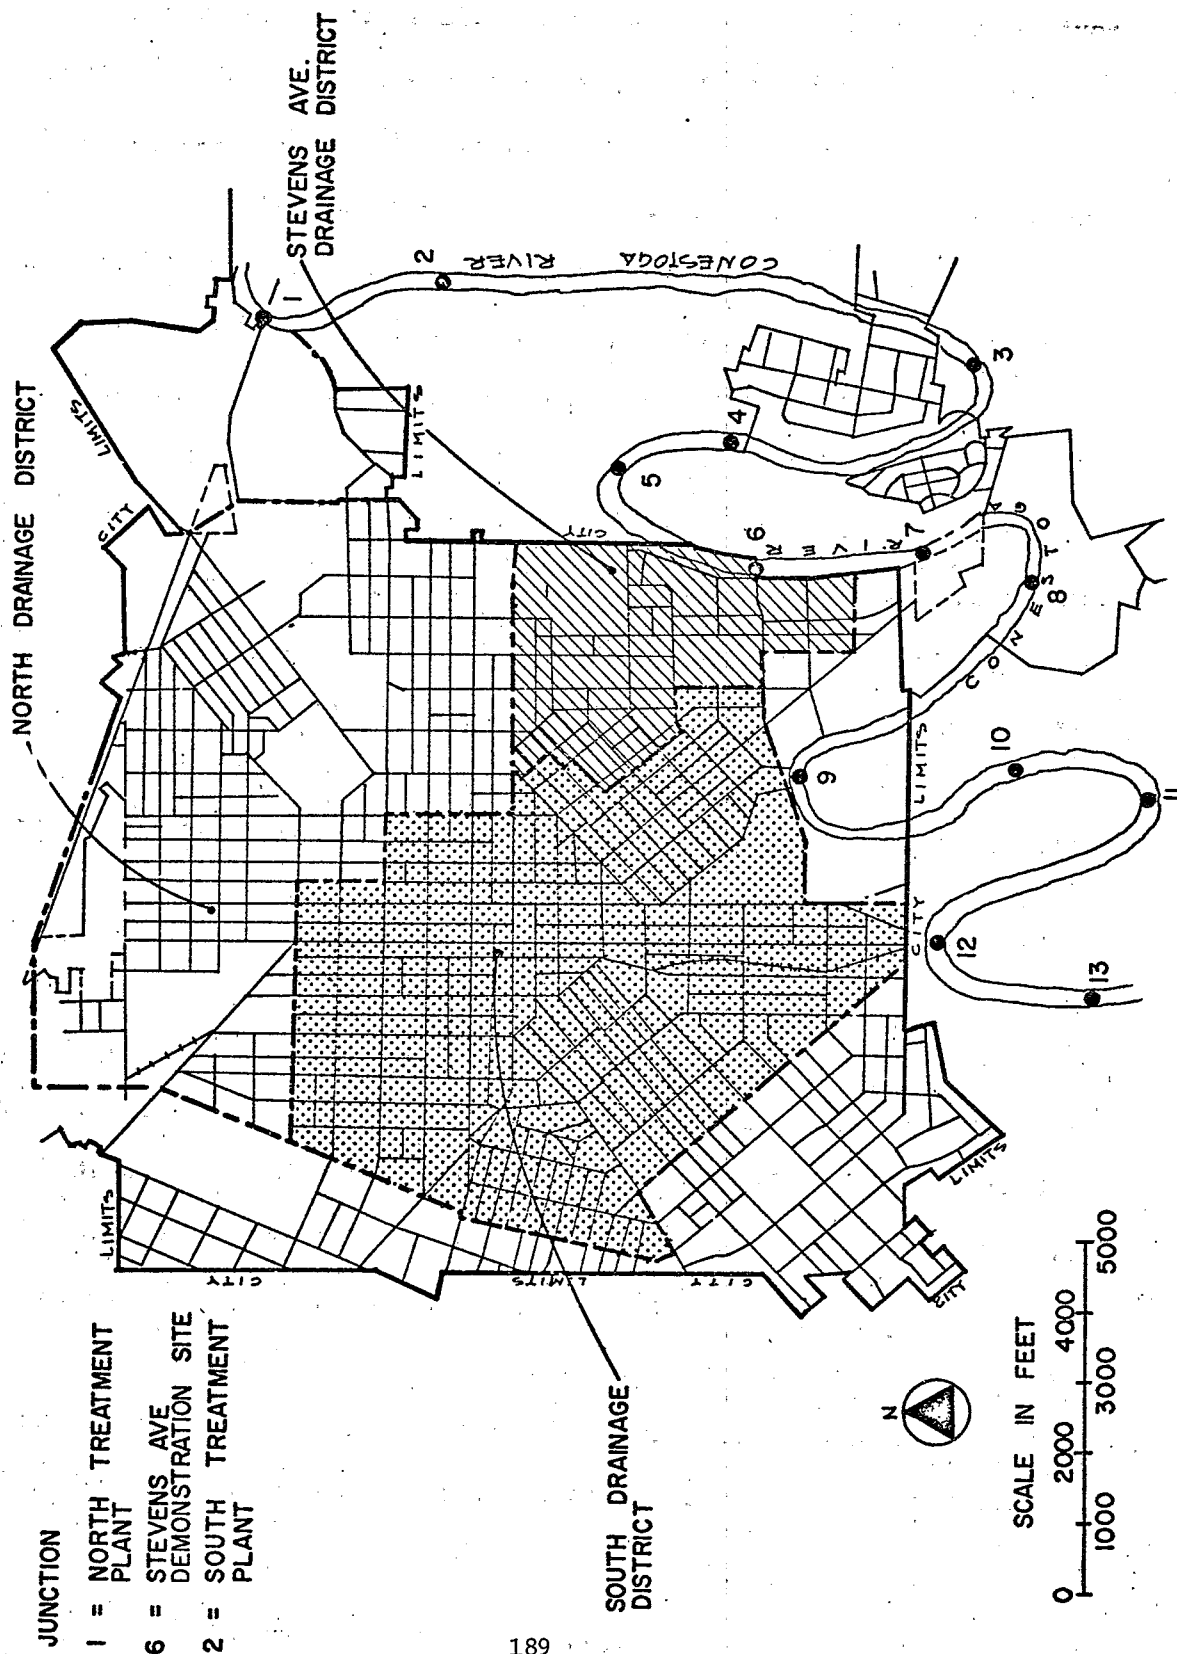 JUNCTION
1 = NORTH TREATMENT
PLANT
6 = STEVENS AVE
DEMONSTRATION SITE
2 = SOUTH TREATMENT
PLANT
NORTH DRAINAGE DISTRICT
STEVENS AVE.
DRAINAGE DISTRICT
SOUTH DRAINAGE
DISTRICT
LIMITS
CITY
LIMITS
CITY
LIMITS
CITY
LIMITS
CITY
LIMITS
CITY
CITY
LIMITS
CONESTOGA RIVER
CONESTOGA
RIVER
1
2
3
4
5
6
7
8
9
10
11
12
13
N
SCALE IN FEET
0 1000 2000 3000 4000 5000
189